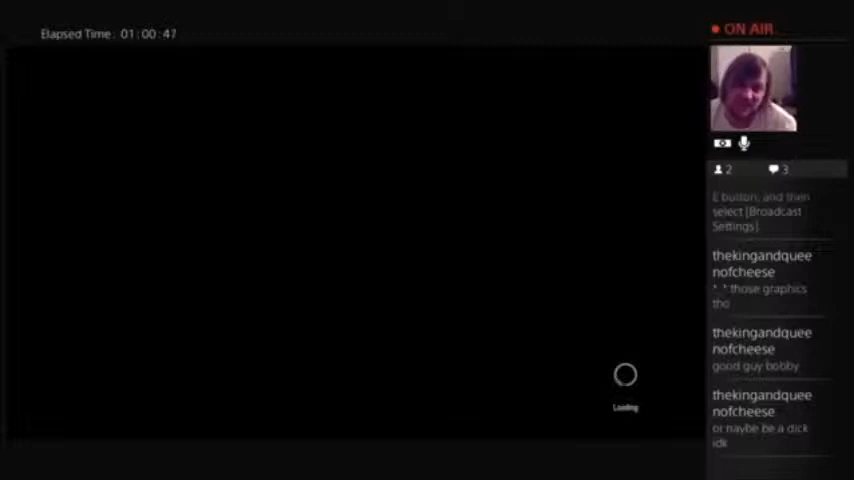 Elapsed Time: 01:00:47
ON AIR
2 3
E button, and then
select [Broadcast
Settings]
thekingandquee
nofcheese
*.* those graphics
tho
thekingandquee
nofcheese
good guy bobby
thekingandquee
nofcheese
or naybe be a dick
idk
Loading